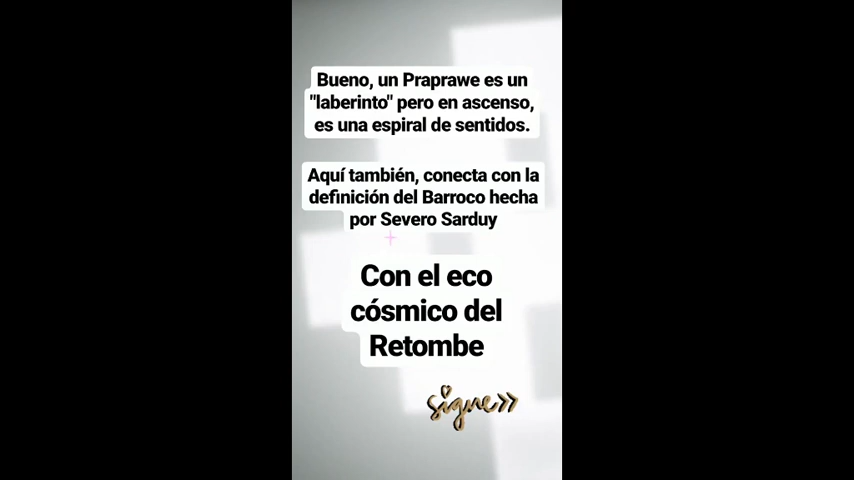 Bueno, un Praprawe es un
"laberinto" pero en ascenso,
es una espiral de sentidos.
Aquí también, conecta con la
definición del Barroco hecha
por Severo Sarduy
Con el eco
cósmico del
Retombe
sigue>>